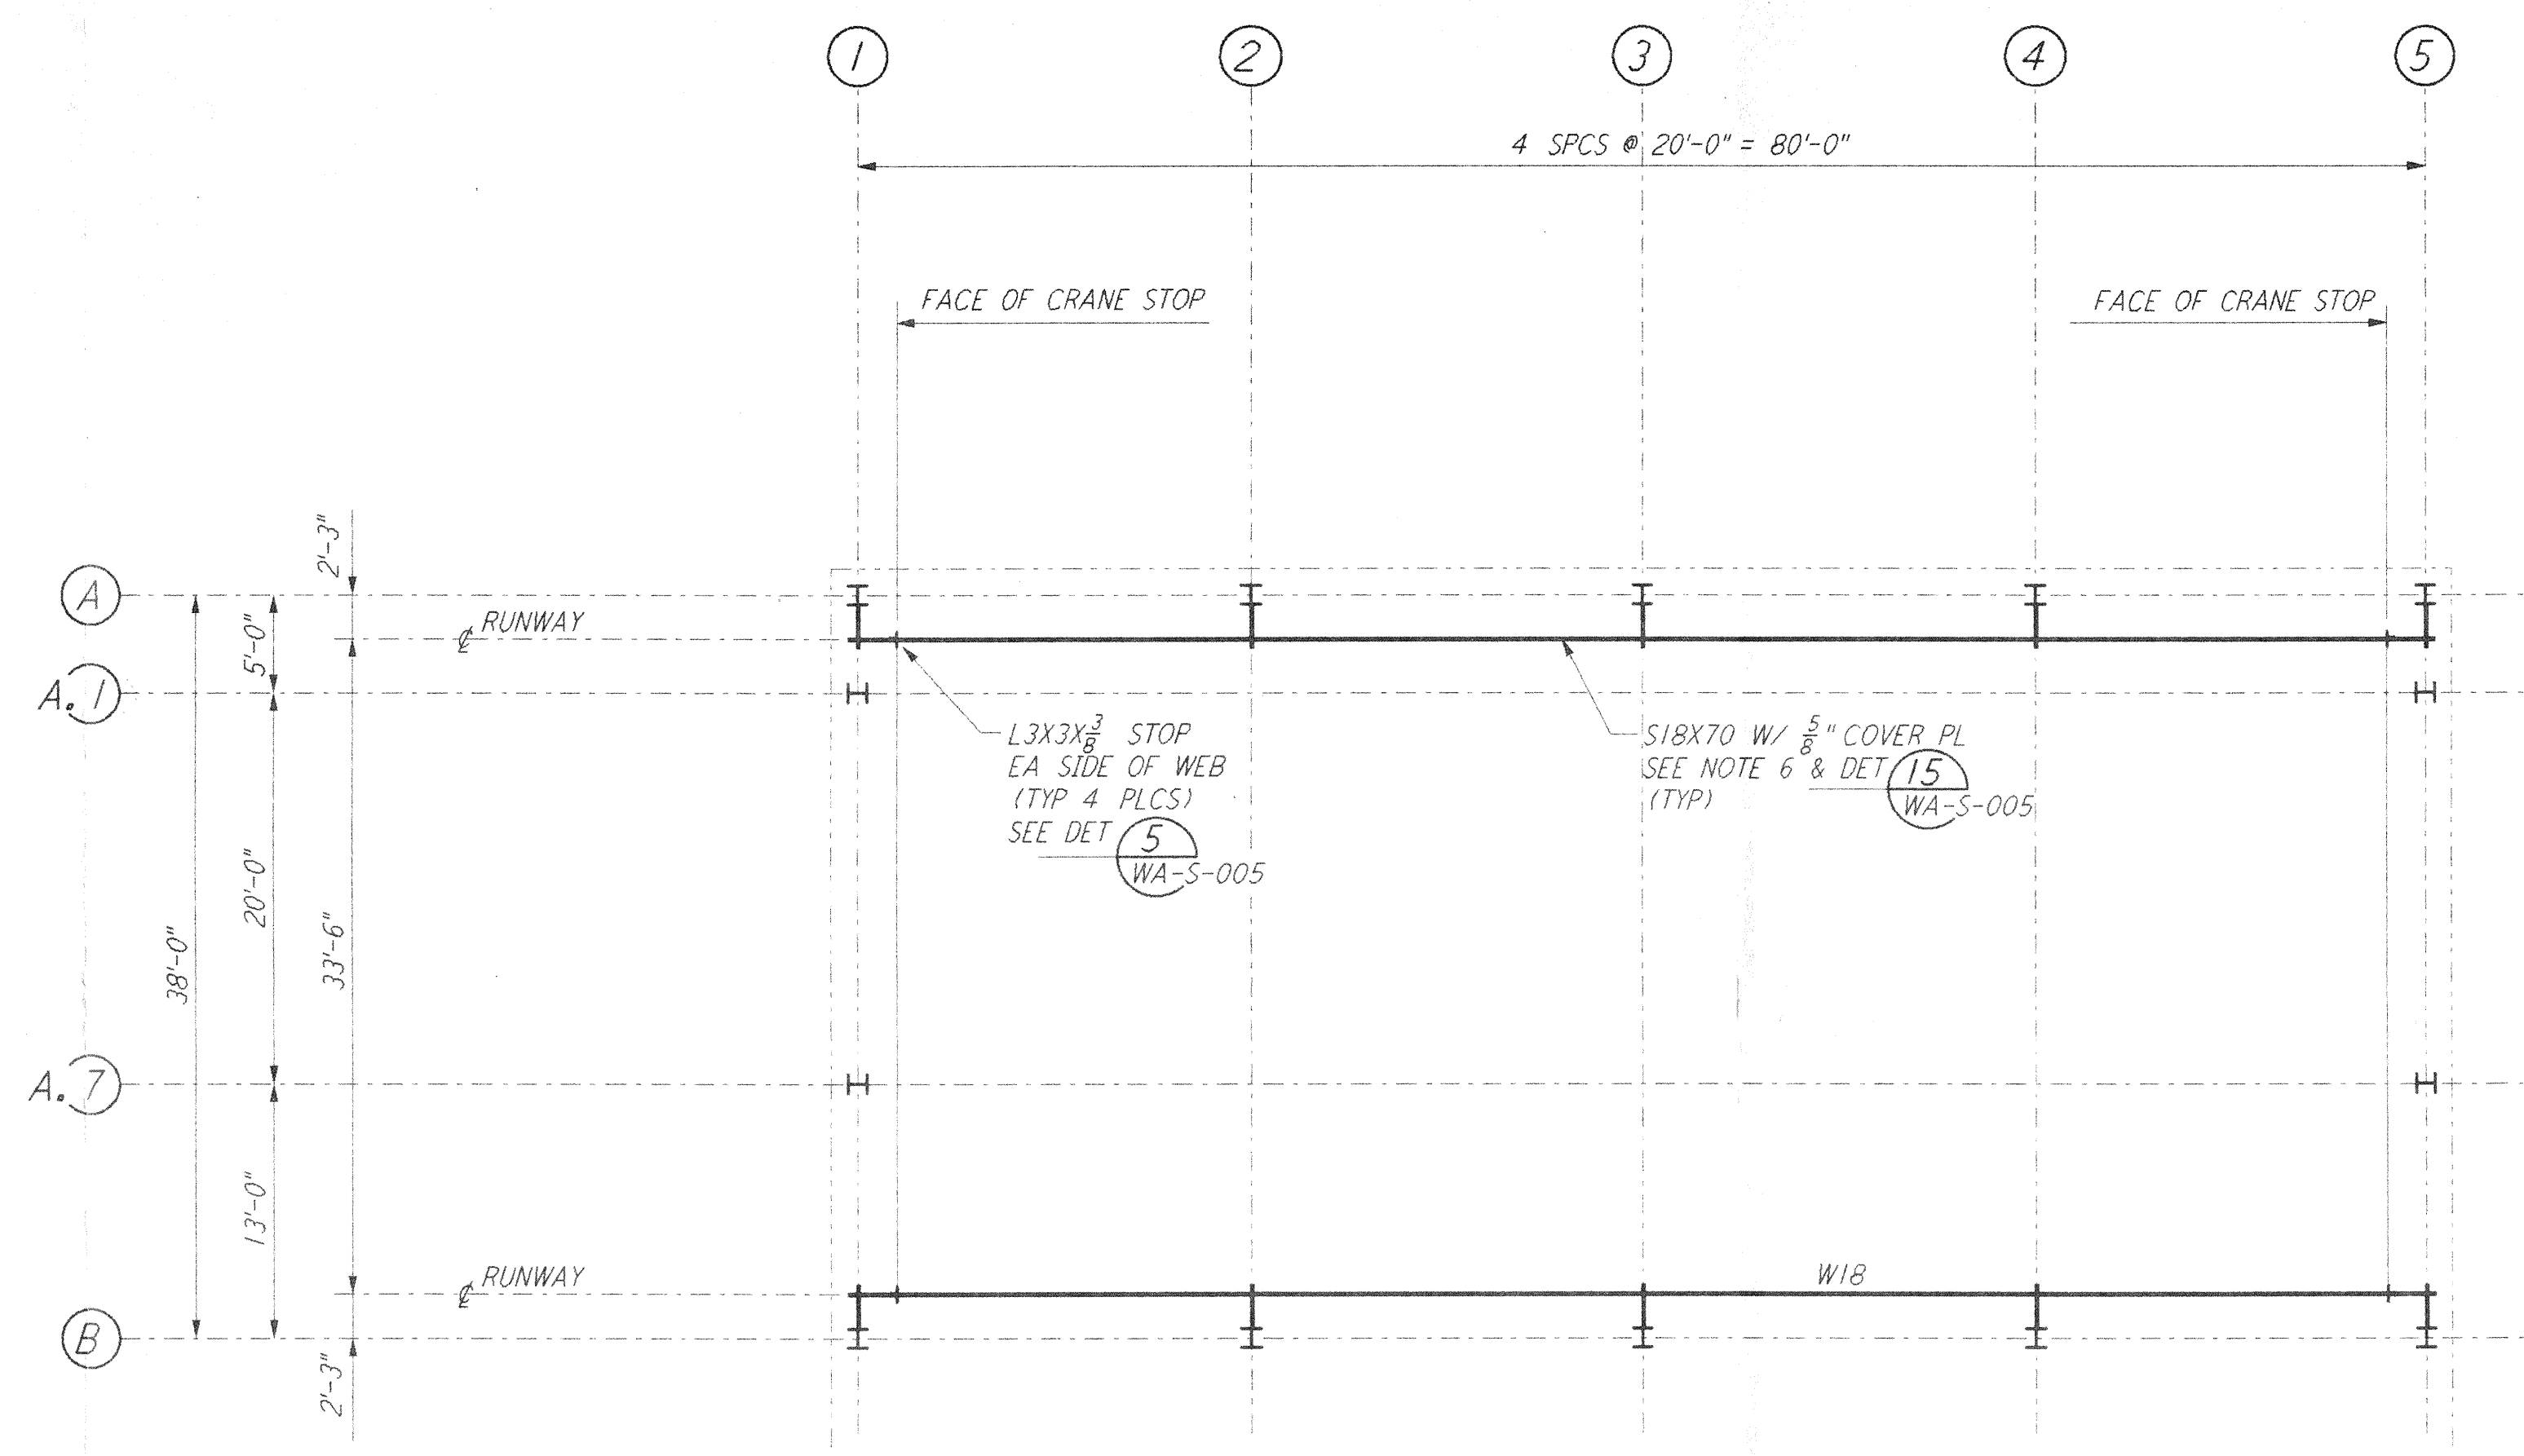 1 2 3 4 5
4 SPCS @ 20'-0" = 80'-0"
FACE OF CRANE STOP
FACE OF CRANE STOP
2'-3"
A
℄ RUNWAY
5'-0"
A.1
L3X3X3/8 STOP
EA SIDE OF WEB
(TYP 4 PLCS)
SEE DET 5
WA-S-005
S18X70 W/ 5/8" COVER PL
SEE NOTE 6 & DET 15
(TYP)
WA-S-005
20'-0"
33'-6"
38'-0"
A.7
13'-0"
℄ RUNWAY
W18
B
2'-3"